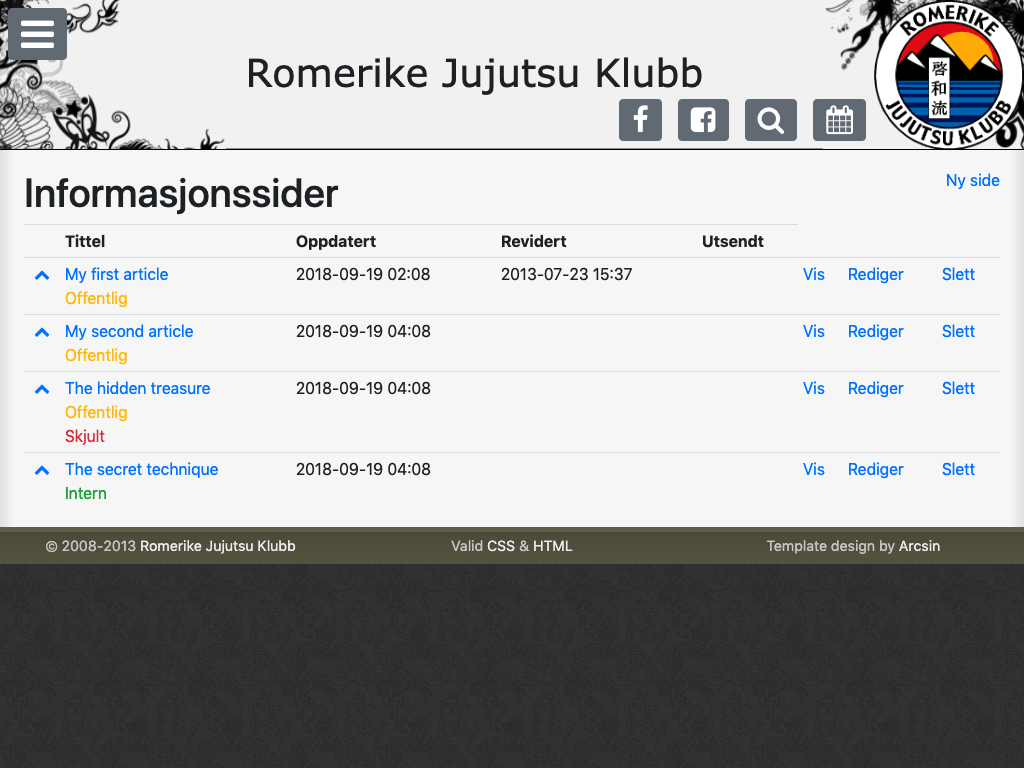 Romerike Jujutsu Klubb
ROMERIKE
啓和流
JUJUTSU KLUBB
Ny side
Informasjonssider
Tittel Oppdatert Revidert Utsendt
My first article 2018-09-19 02:08 2013-07-23 15:37 Vis Rediger Slett
Offentlig
My second article 2018-09-19 04:08 Vis Rediger Slett
Offentlig
The hidden treasure 2018-09-19 04:08 Vis Rediger Slett
Offentlig
Skjult
The secret technique 2018-09-19 04:08 Vis Rediger Slett
Intern
© 2008-2013 Romerike Jujutsu Klubb Valid CSS & HTML Template design by Arcsin